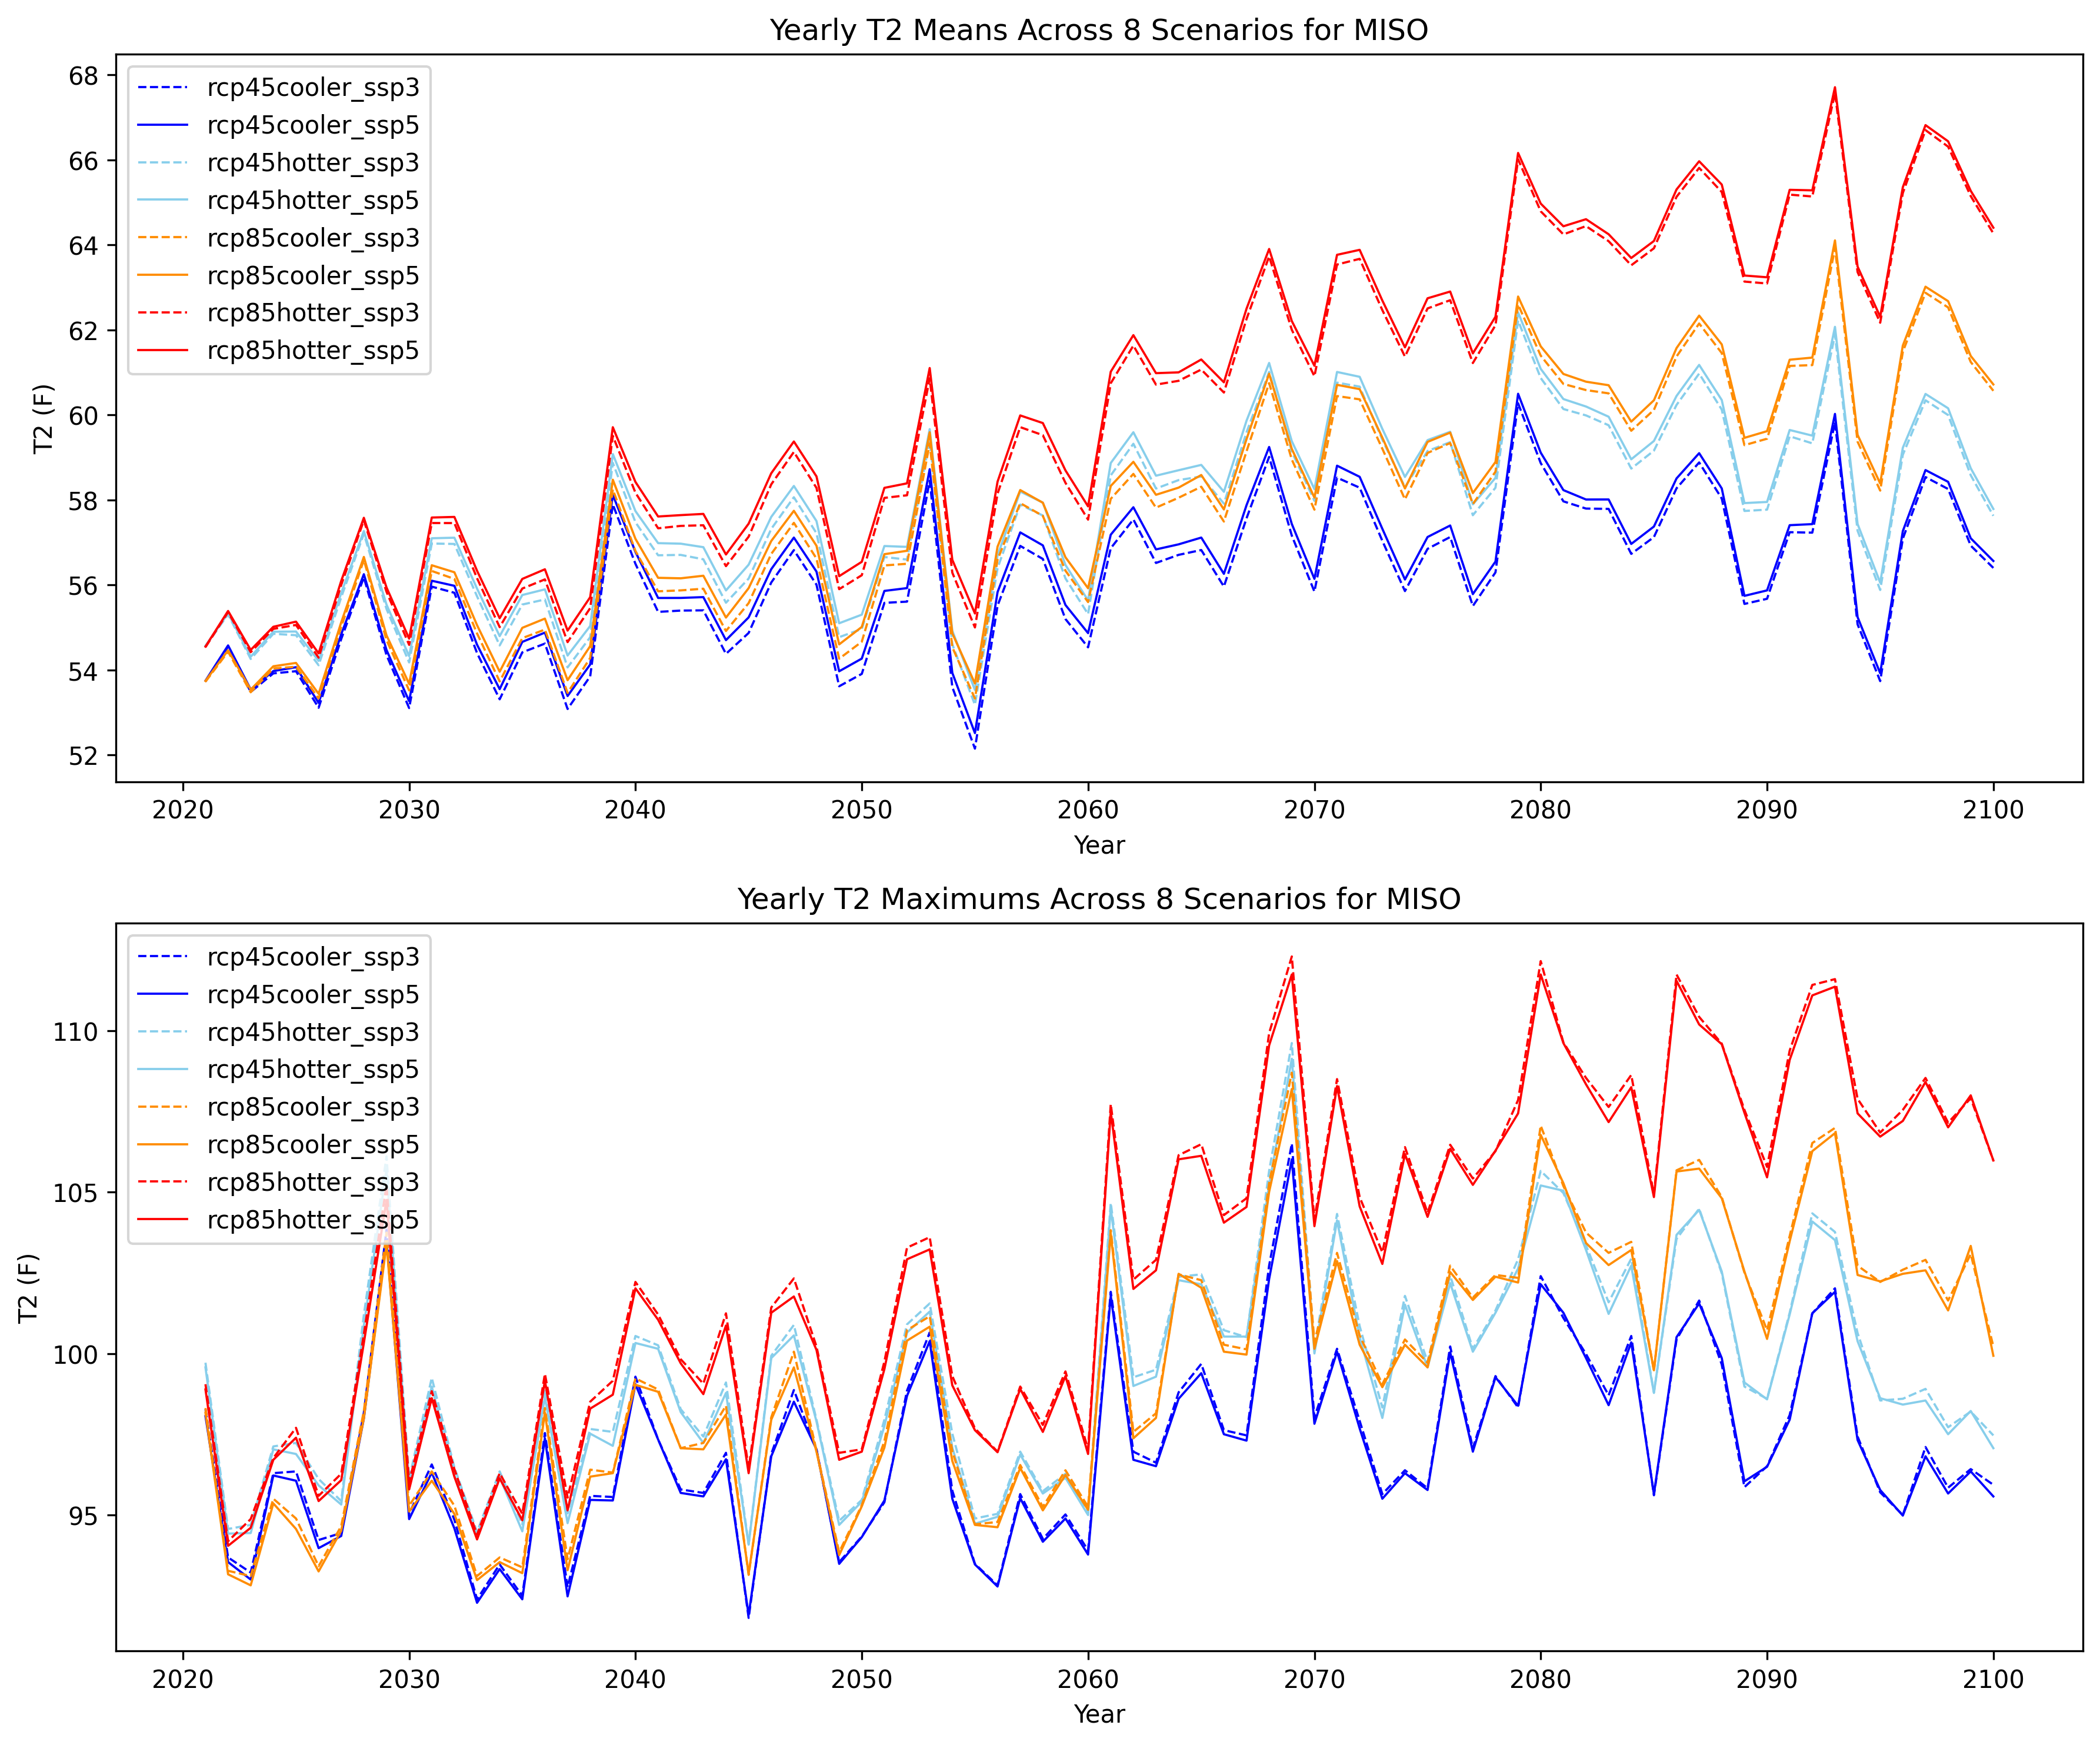 Yearly T2 Means Across 8 Scenarios for MISO
rcp45cooler_ssp3
rcp45cooler_ssp5
rcp45hotter_ssp3
rcp45hotter_ssp5
rcp85cooler_ssp3
rcp85cooler_ssp5
rcp85hotter_ssp3
rcp85hotter_ssp5
68
66
64
62
60
58
56
54
52
T2 (F)
2020 2030 2040 2050 2060 2070 2080 2090 2100
Year
Yearly T2 Maximums Across 8 Scenarios for MISO
rcp45cooler_ssp3
rcp45cooler_ssp5
rcp45hotter_ssp3
rcp45hotter_ssp5
rcp85cooler_ssp3
rcp85cooler_ssp5
rcp85hotter_ssp3
rcp85hotter_ssp5
110
105
100
95
T2 (F)
2020 2030 2040 2050 2060 2070 2080 2090 2100
Year